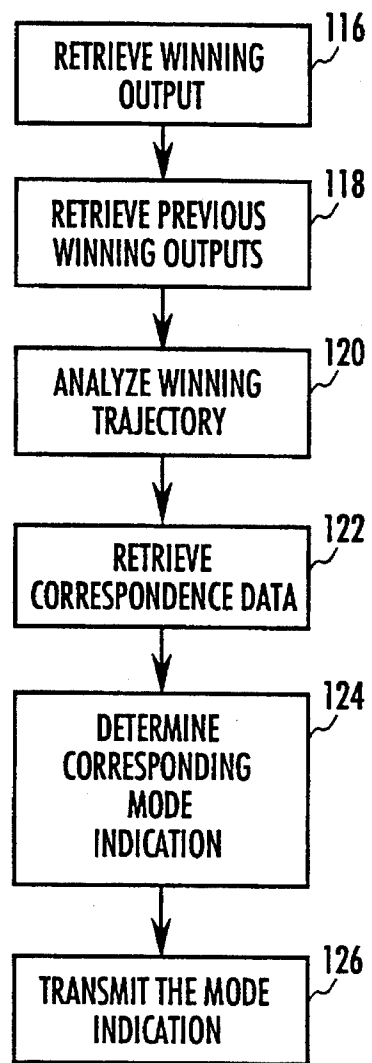 116
RETRIEVE WINNING
OUTPUT
118
RETRIEVE PREVIOUS
WINNING OUTPUTS
120
ANALYZE WINNING
TRAJECTORY
122
RETRIEVE
CORRESPONDENCE DATA
124
DETERMINE
CORRESPONDING
MODE
INDICATION
126
TRANSMIT THE MODE
INDICATION